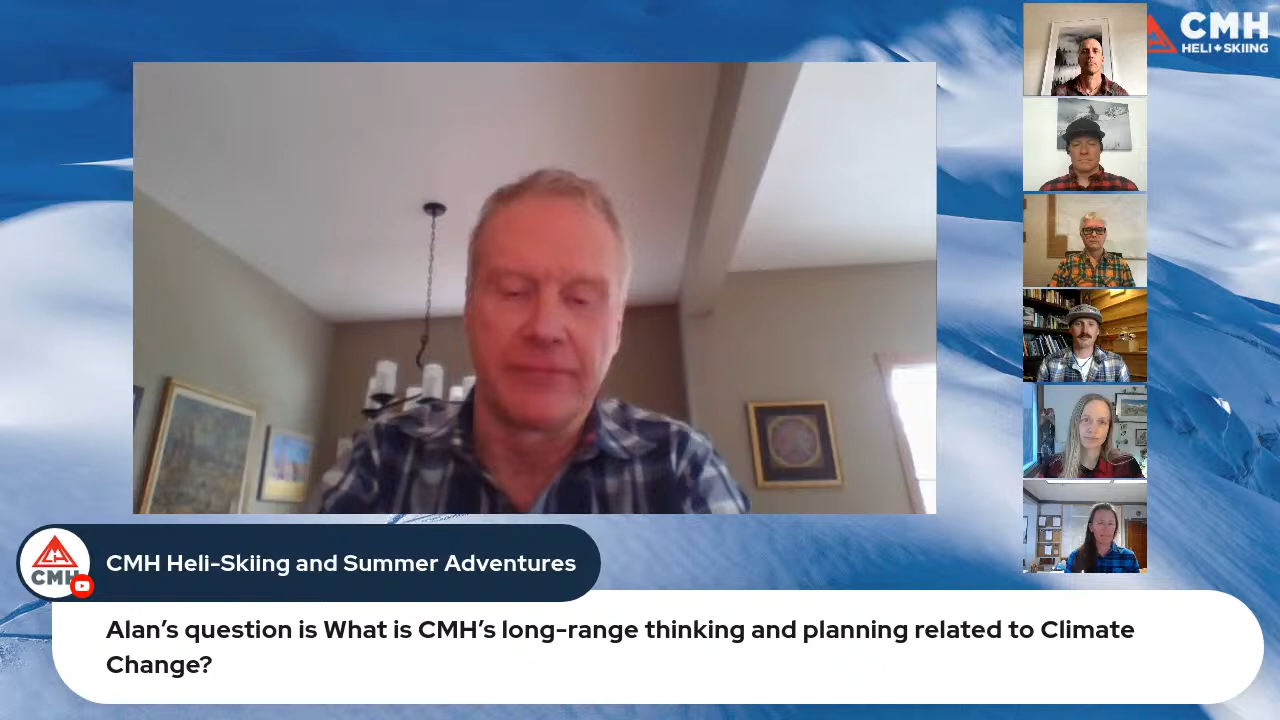 CMH
HELI SKIING
CMH
CMH Heli-Skiing and Summer Adventures
Alan’s question is What is CMH’s long-range thinking and planning related to Climate
Change?